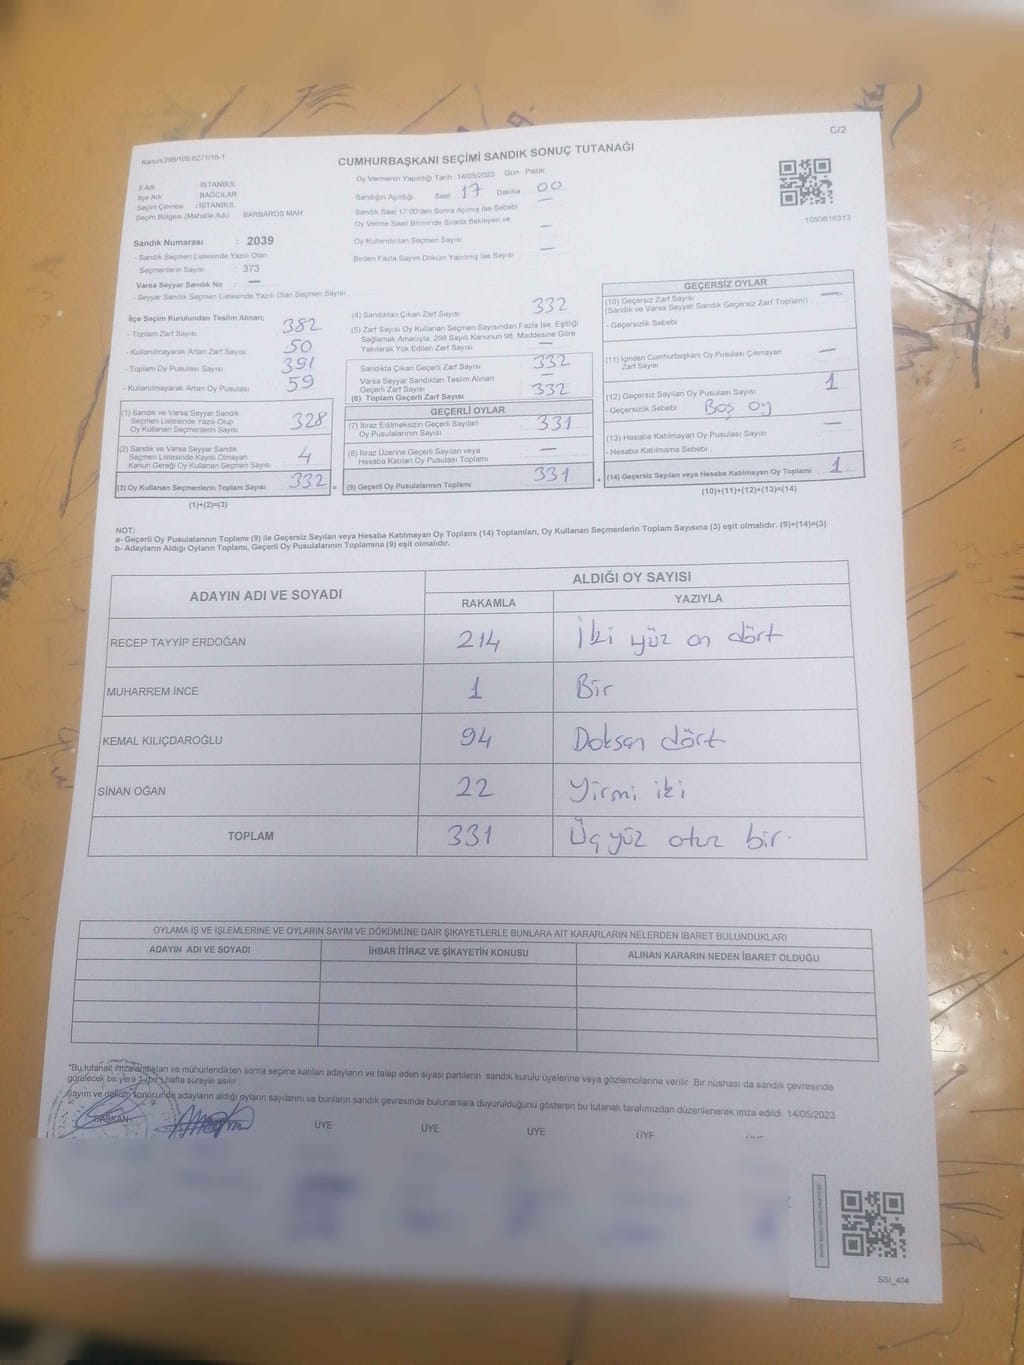 C/2
Kanun:298/105;6271/18-1
CUMHURBAŞKANI SEÇİMİ SANDIK SONUÇ TUTANAĞI
İl Adı : İSTANBUL
İlçe Adı : BAĞCILAR
Seçim Çevresi : İSTANBUL
Seçim Bölgesi (Mahalle Adı) : BARBAROS MAH
Sandık Numarası : 2039
- Sandık Seçmen Listesinde Yazılı Olan
Seçmenlerin Sayısı : 373
Varsa Seyyar Sandık No : —
- Seyyar Sandık Seçmen Listesinde Yazılı Olan Seçmen Sayısı
Oy Vermenin Yapıldığı Tarih 14/05/2023 Gün Pazar
Sandığın Açıldığı Saat 17 Dakika 00
Sandık Saat 17:00'den Sonra Açılmış İse Sebebi —
Oy Verme Saati Bitiminde Sırada Bekleyen ve
Oy Kullandırılan Seçmen Sayısı —
Birden Fazla Sayım Döküm Yapılmış İse Sayısı —
1093616313
İlçe Seçim Kurulundan Teslim Alınan;
- Toplam Zarf Sayısı 382
- Kullanılmayarak Artan Zarf Sayısı 50
- Toplam Oy Pusulası Sayısı 391
- Kullanılmayarak Artan Oy Pusulası 59
(1) Sandık ve Varsa Seyyar Sandık
Seçmen Listesinde Yazılı Olup
Oy Kullanan Seçmenlerin Sayısı 328
(2) Sandık ve Varsa Seyyar Sandık
Seçmen Listesinde Kayıtlı Olmayan
Kanun Gereği Oy Kullanan Seçmen Sayısı 4
(3) Oy Kullanan Seçmenlerin Toplam Sayısı 332 =
(1)+(2)=(3)
(4) Sandıktan Çıkan Zarf Sayısı 332
(5) Zarf Sayısı Oy Kullanan Seçmen Sayısından Fazla İse, Eşitliği
Sağlamak Amacıyla, 298 Sayılı Kanunun 98. Maddesine Göre
Yakılarak Yok Edilen Zarf Sayısı —
Sandıkta Çıkan Geçerli Zarf Sayısı 332
Varsa Seyyar Sandıktan Teslim Alınan
Geçerli Zarf Sayısı —
(6) Toplam Geçerli Zarf Sayısı 332
GEÇERLİ OYLAR
(7) İtiraz Edilmeksizin Geçerli Sayılan
Oy Pusulalarının Sayısı 331
(8) İtiraz Üzerine Geçerli Sayılan veya
Hesaba Katılan Oy Pusulası Toplamı —
(9) Geçerli Oy Pusulalarının Toplamı 331 +
GEÇERSİZ OYLAR
(10) Geçersiz Zarf Sayısı
(Sandık ve Varsa Seyyar Sandık Geçersiz Zarf Toplamı) —
- Geçersizlik Sebebi
(11) İçinden Cumhurbaşkanı Oy Pusulası Çıkmayan
Zarf Sayısı —
(12) Geçersiz Sayılan Oy Pusulası Sayısı 1
- Geçersizlik Sebebi : Boş oy
(13) Hesaba Katılmayan Oy Pusulası Sayısı —
- Hesaba Katılmama Sebebi :
(14) Geçersiz Sayılan veya Hesaba Katılmayan Oy Toplamı 1
(10)+(11)+(12)+(13)=(14)
NOT:
a- Geçerli Oy Pusulalarının Toplamı (9) ile Geçersiz Sayılan veya Hesaba Katılmayan Oy Toplamı (14) Toplamları, Oy Kullanan Seçmenlerin Toplam Sayısına (3) eşit olmalıdır. (9)+(14)=(3)
b- Adayların Aldığı Oyların Toplamı, Geçerli Oy Pusulalarının Toplamına (9) eşit olmalıdır.
ADAYIN ADI VE SOYADI
ALDIĞI OY SAYISI
RAKAMLA YAZIYLA
RECEP TAYYİP ERDOĞAN 214 İki yüz on dört
MUHARREM İNCE 1 Bir
KEMAL KILIÇDAROĞLU 94 Doksan dört
SİNAN OĞAN 22 Yirmi iki
TOPLAM 331 Üç yüz otuz bir.
OYLAMA İŞ VE İŞLEMLERİNE VE OYLARIN SAYIM VE DÖKÜMÜNE DAİR ŞİKAYETLERLE BUNLARA AİT KARARLARIN NELERDEN İBARET BULUNDUKLARI
ADAYIN ADI VE SOYADI İHBAR İTİRAZ VE ŞİKAYETİN KONUSU ALINAN KARARIN NEDEN İBARET OLDUĞU
*Bu tutanak imzalandıktan ve mühürlendikten sonra seçime katılan adayların ve talep eden siyasi partilerin sandık kurulu üyelerine veya gözlemcilerine verilir. Bir nüshası da sandık çevresinde
görülecek bir yere 1 (bir) hafta süreyle asılır.
*Sayım ve döküm sonucunda adayların aldığı oyların sayılarını ve bunların sandık çevresinde bulunanlara duyurulduğunu gösteren bu tutanak tarafımızdan düzenlenerek imza edildi. 14/05/2023
BAŞKAN ÜYE ÜYE ÜYE ÜYE
SSİ_404